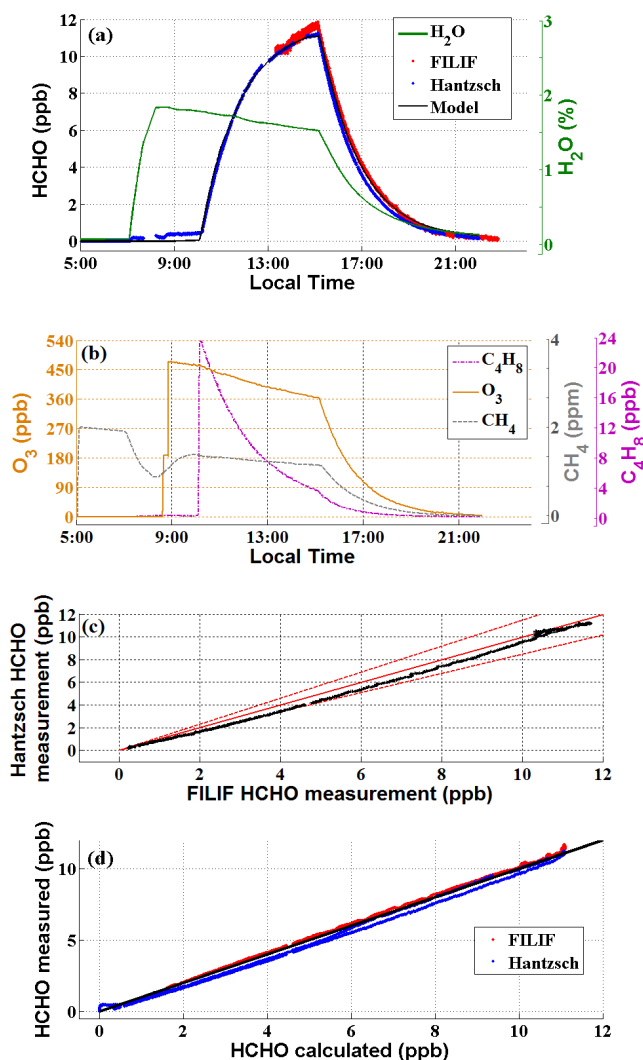 (a)
12
10
8
6
4
2
0
HCHO (ppb)
H2O
FILIF
Hantzsch
Model
3
2
1
0
H2O (%)
5:00 9:00 13:00 17:00 21:00
Local Time
(b)
540
450
360
270
180
90
0
O3 (ppb)
C4H8
O3
CH4
4
2
0
CH4 (ppm)
24
20
16
12
8
4
0
C4H8 (ppb)
5:00 9:00 13:00 17:00 21:00
Local Time
(c)
12
10
8
6
4
2
0
Hantzsch HCHO
measurement (ppb)
0 2 4 6 8 10 12
FILIF HCHO measurement (ppb)
(d)
10
5
0
HCHO measured (ppb)
FILIF
Hantzsch
0 2 4 6 8 10 12
HCHO calculated (ppb)